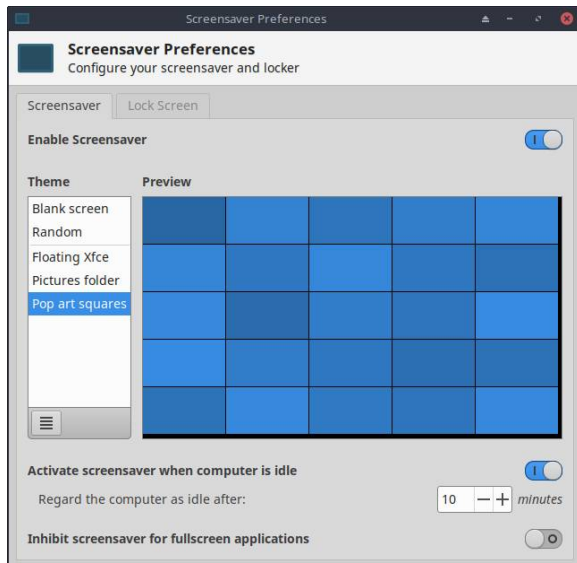 Screensaver Preferences
Screensaver Preferences
Configure your screensaver and locker
Screensaver Lock Screen
Enable Screensaver
Theme Preview
Blank screen
Random
Floating Xfce
Pictures folder
Pop art squares
Activate screensaver when computer is idle
Regard the computer as idle after: 10 − + minutes
Inhibit screensaver for fullscreen applications